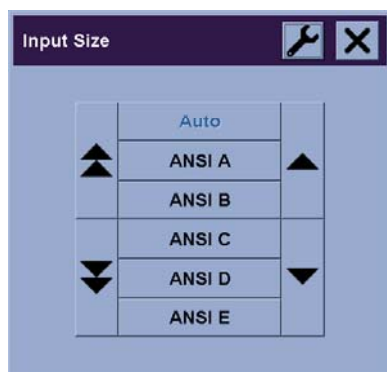 Input Size
Auto
ANSI A
ANSI B
ANSI C
ANSI D
ANSI E